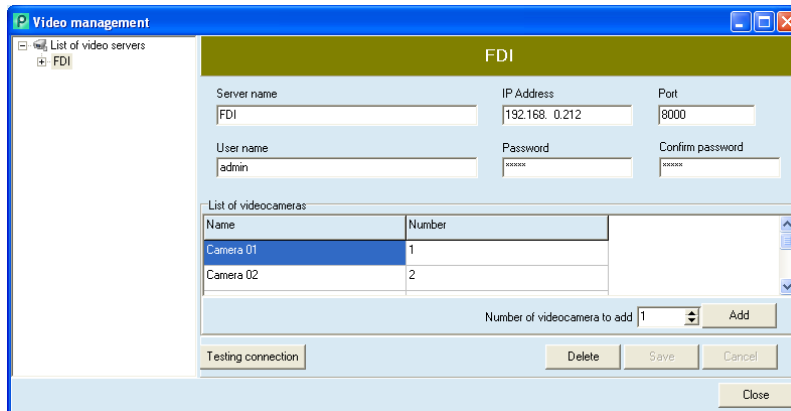 Video management
List of video servers
FDI
FDI
Server name IP Address Port
FDI 192.168. 0.212 8000
User name Password Confirm password
admin ***** *****
List of videocameras
Name Number
Camera 01 1
Camera 02 2
Number of videocamera to add 1 Add
Testing connection Delete Save Cancel
Close